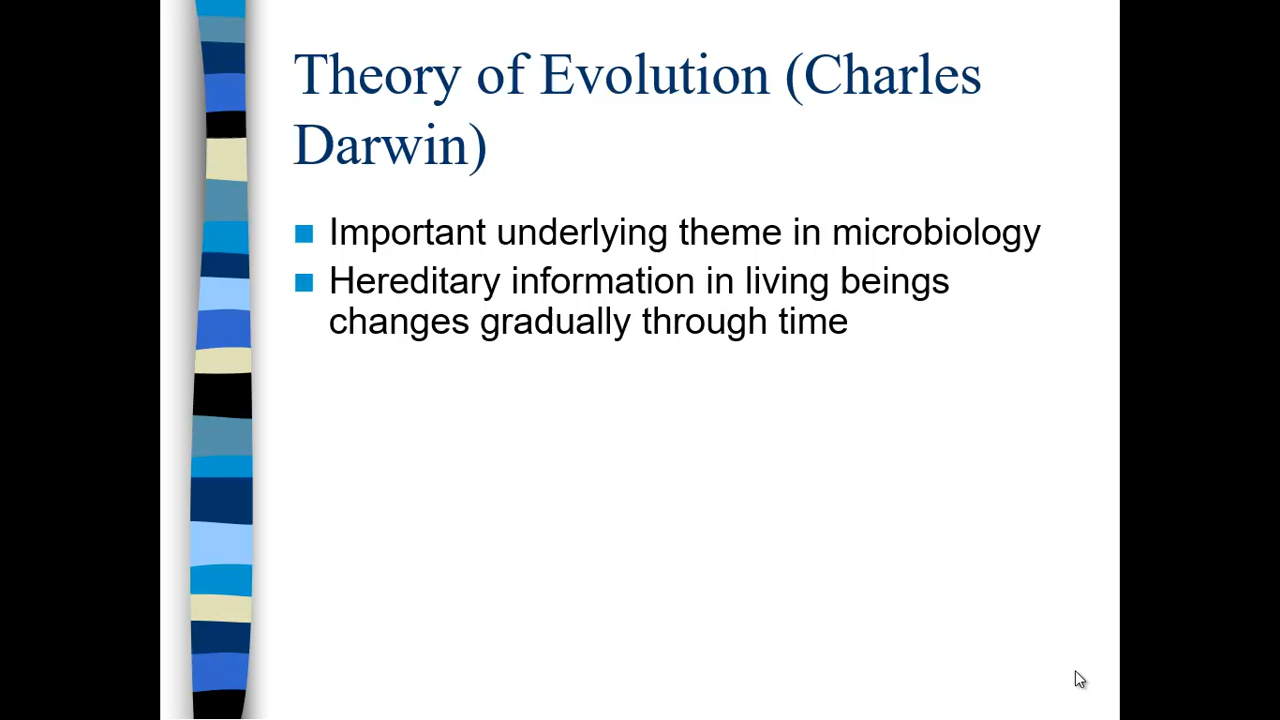 Theory of Evolution (Charles
Darwin)
Important underlying theme in microbiology
Hereditary information in living beings
changes gradually through time